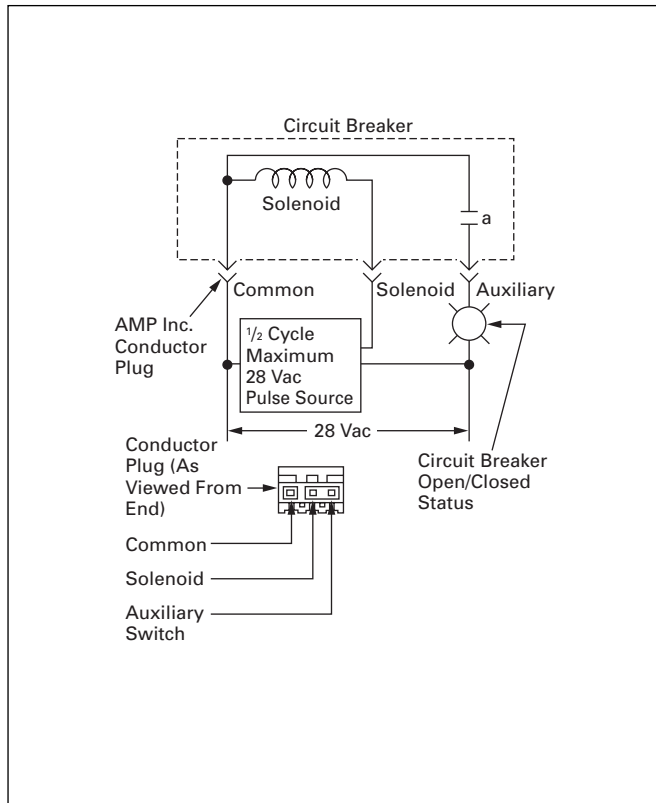 Circuit Breaker
Solenoid
a
Common
Solenoid
Auxiliary
AMP Inc.
Conductor
Plug
1/2 Cycle
Maximum
28 Vac
Pulse Source
28 Vac
Circuit Breaker
Open/Closed
Status
Conductor
Plug (As
Viewed From
End)
Common
Solenoid
Auxiliary
Switch